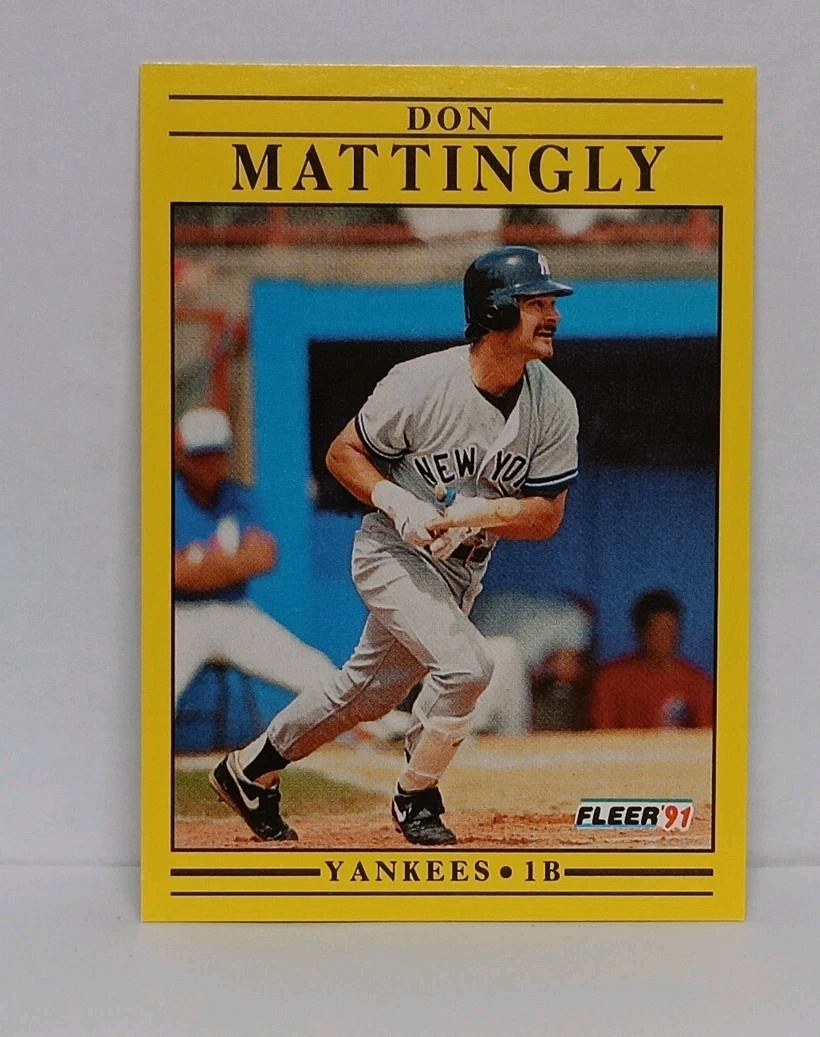 DON
MATTINGLY
NEW YO
FLEER '91
YANKEES • 1B